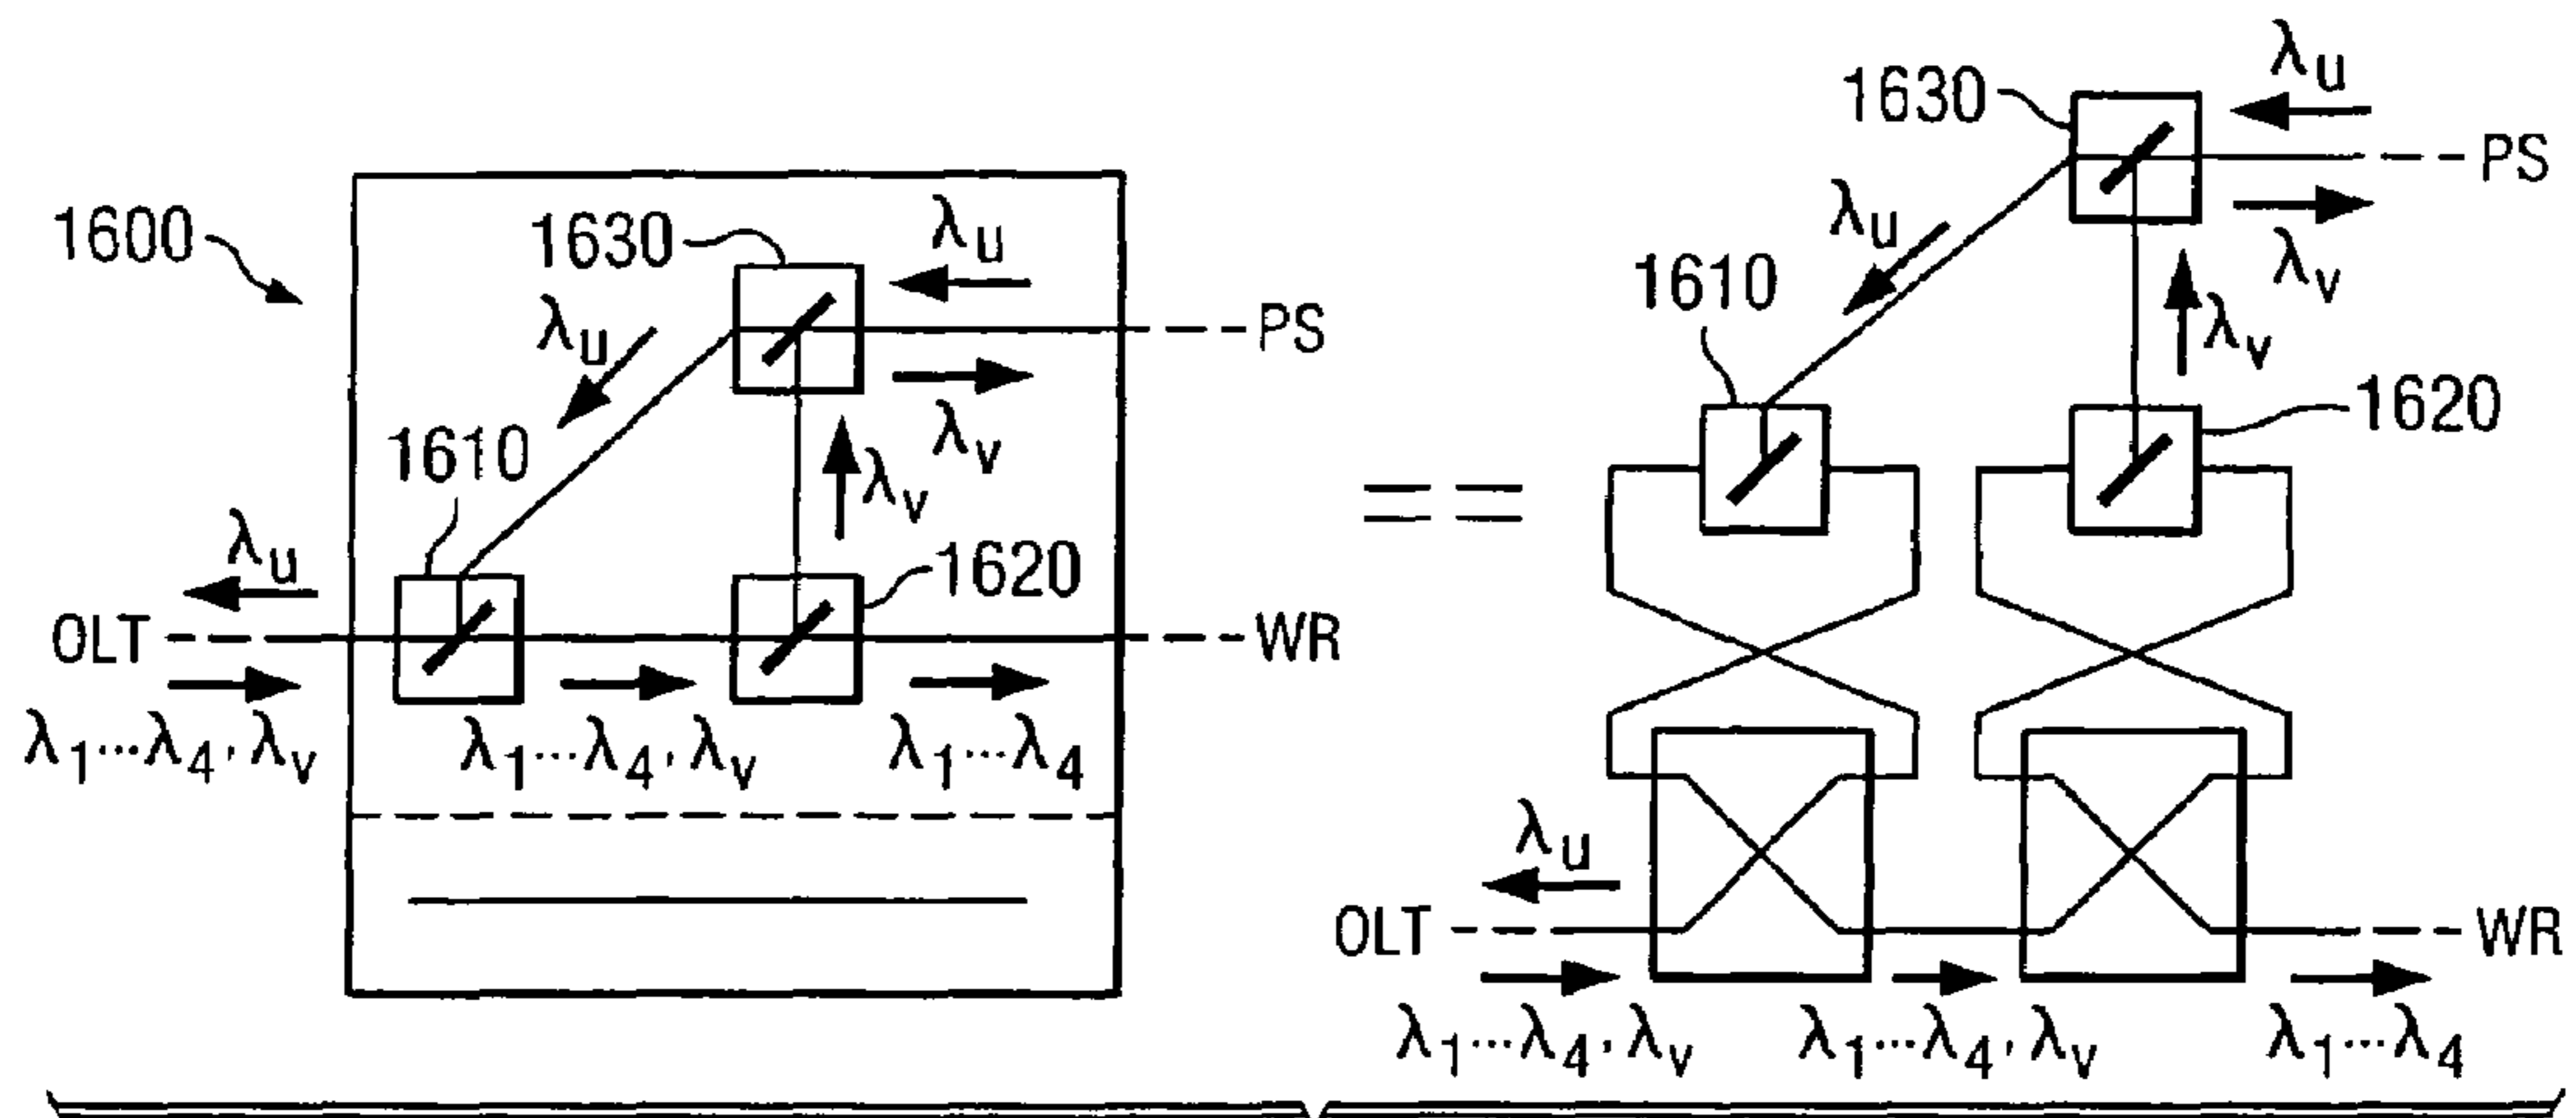 1600
1630
λu
λu
PS
λv
1610
λv
1620
λu
OLT
WR
λ1...λ4, λv
λ1...λ4, λv
λ1...λ4
==
λu
1630
PS
λu
λv
1610
λv
1620
λu
OLT
WR
λ1...λ4, λv
λ1...λ4, λv
λ1...λ4